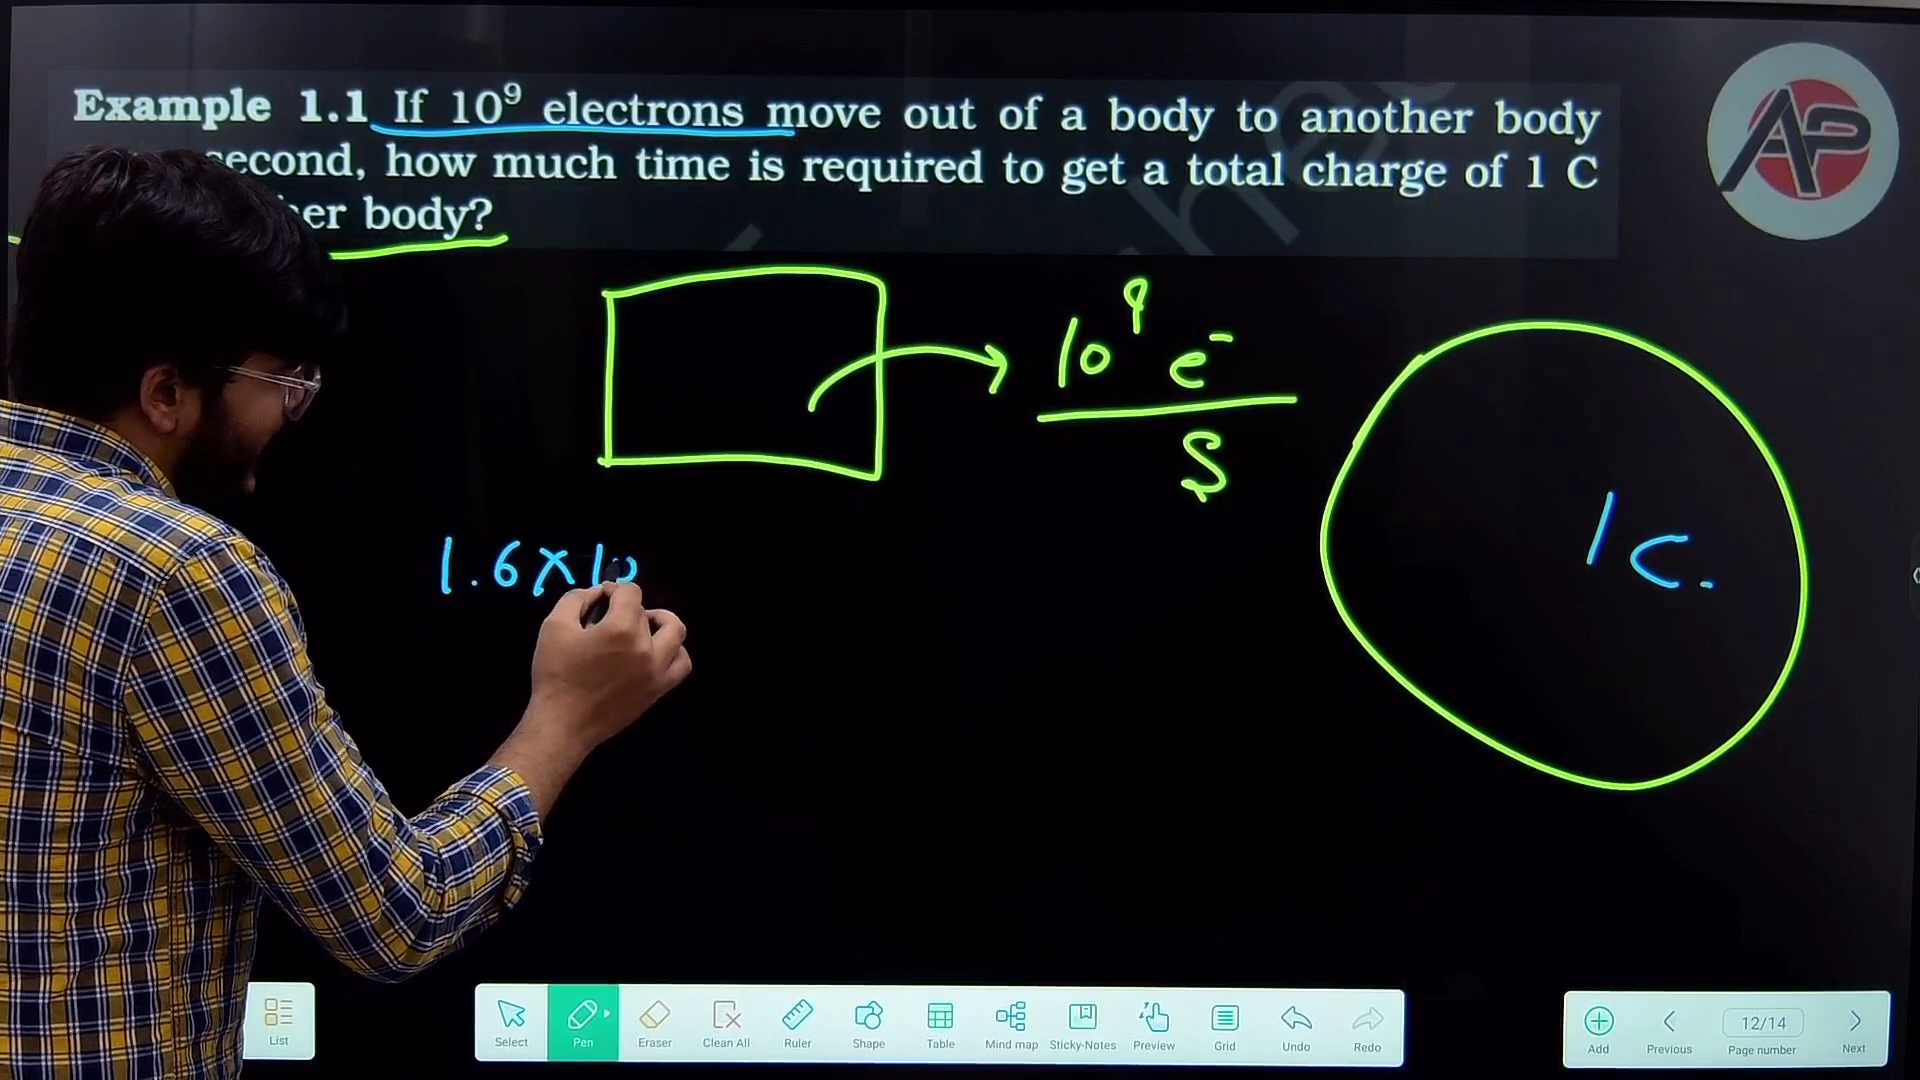 Example 1.1 If 10⁹ electrons move out of a body to another body
second, how much time is required to get a total charge of 1 C
er body?
AP
10⁹ e⁻
S
1 C.
1.6×10
List
Select Pen Eraser Clean All Ruler Shape Table Mind map Sticky-Notes Preview Grid Undo Redo
Add Previous 12/14 Page number Next